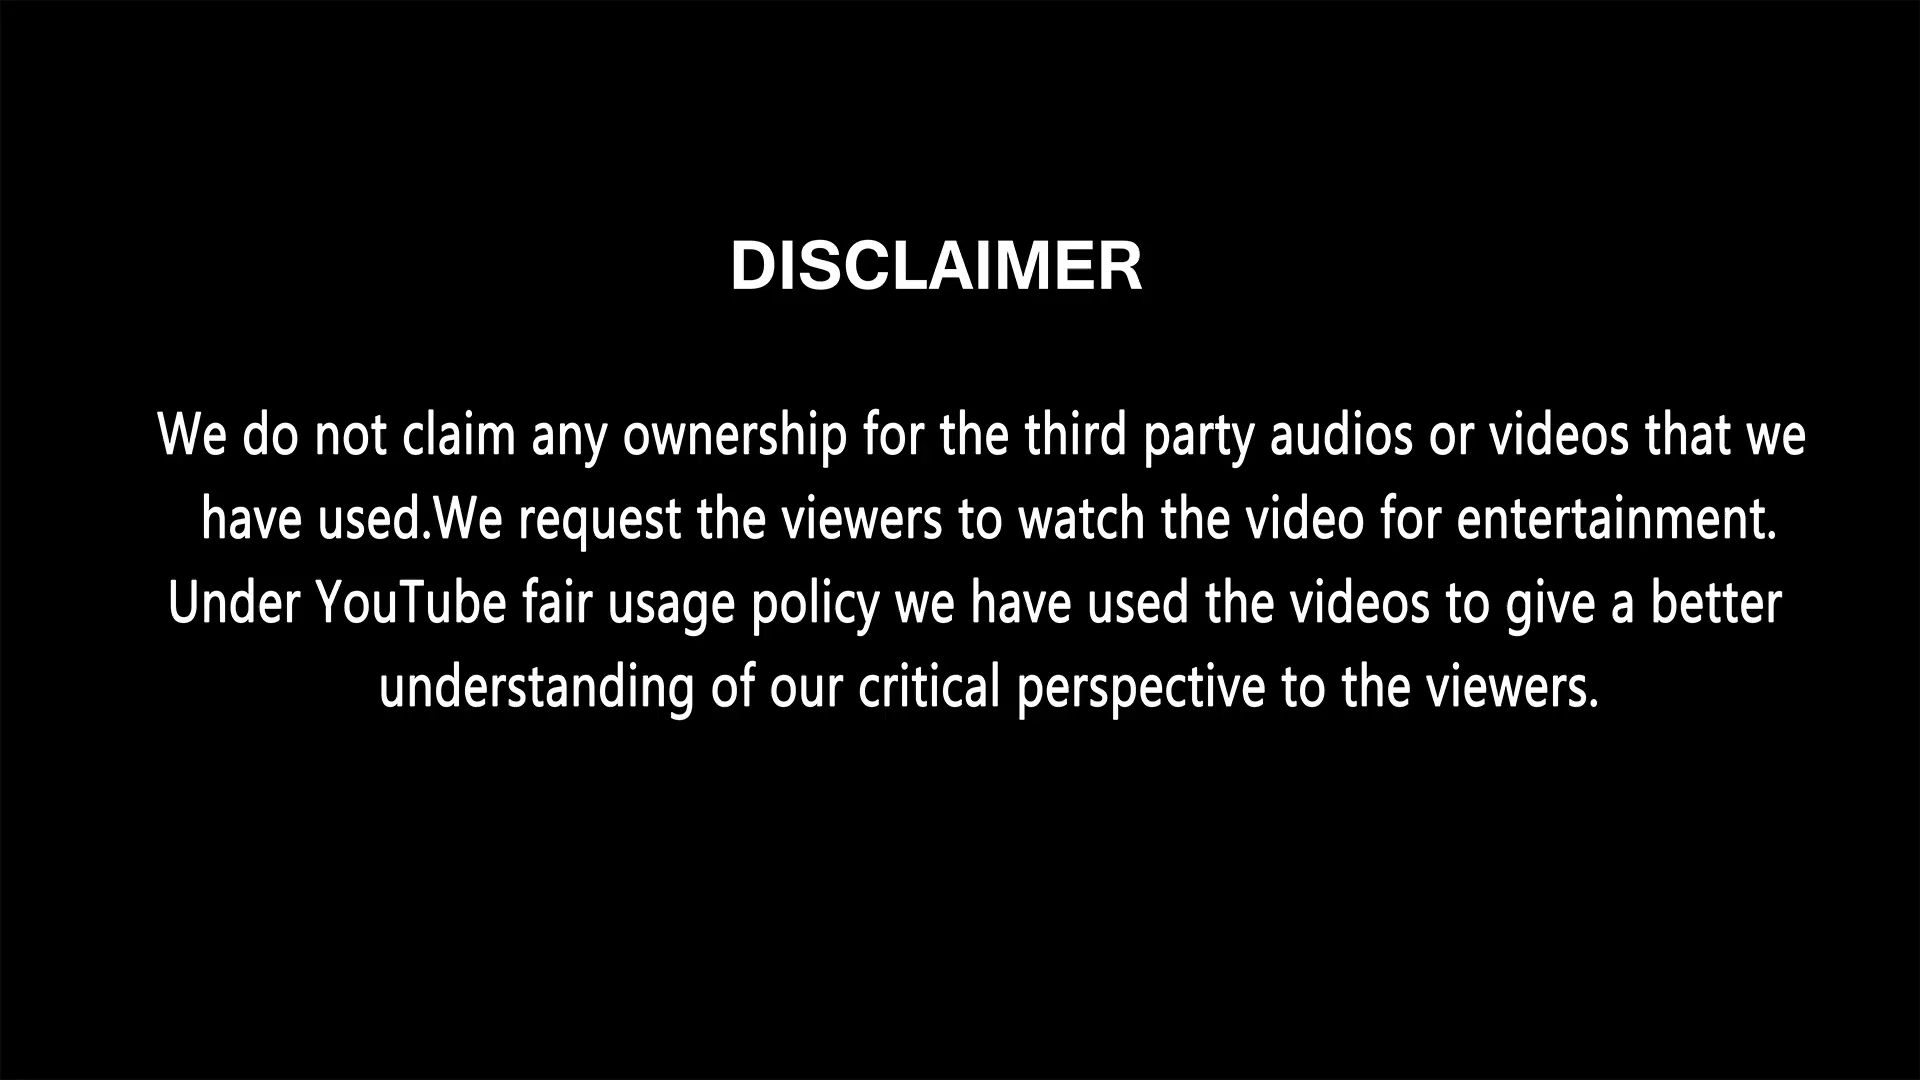 DISCLAIMER
We do not claim any ownership for the third party audios or videos that we
have used.We request the viewers to watch the video for entertainment.
Under YouTube fair usage policy we have used the videos to give a better
understanding of our critical perspective to the viewers.